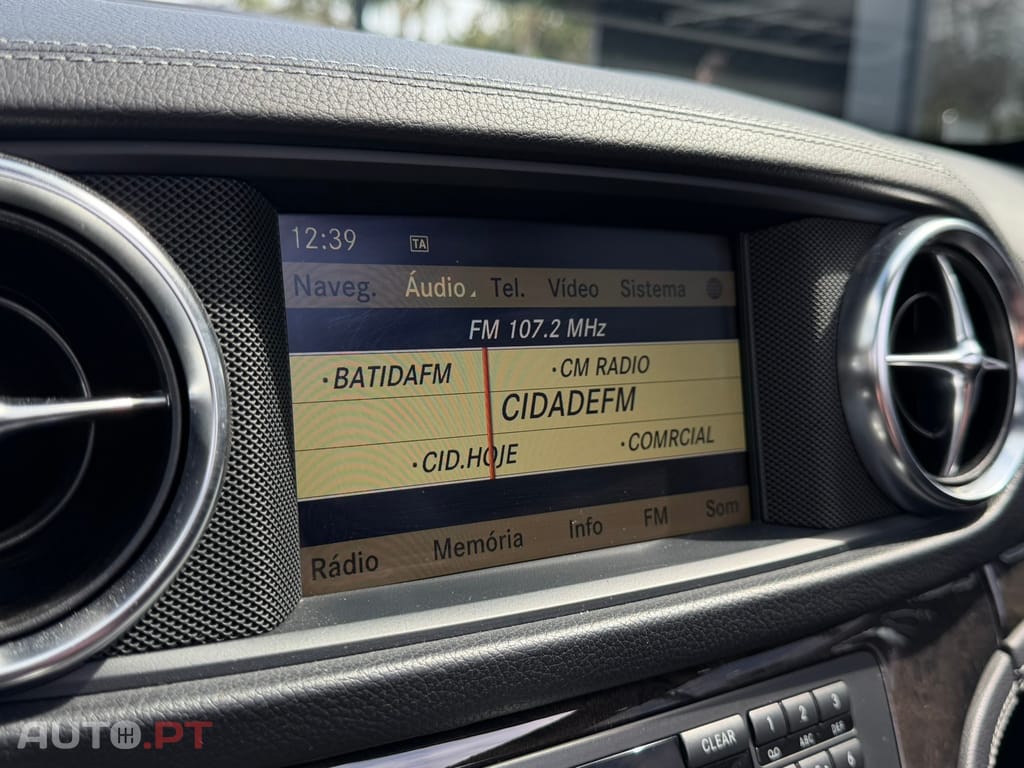 12:39 TA
Naveg. Áudio Tel. Vídeo Sistema
FM 107.2 MHz
·BATIDAFM ·CM RADIO
CIDADEFM
·CID.HOJE ·COMRCIAL
Rádio Memória Info FM Som
CLEAR 1 2 3
ABC DEF
6
AUTO.PT